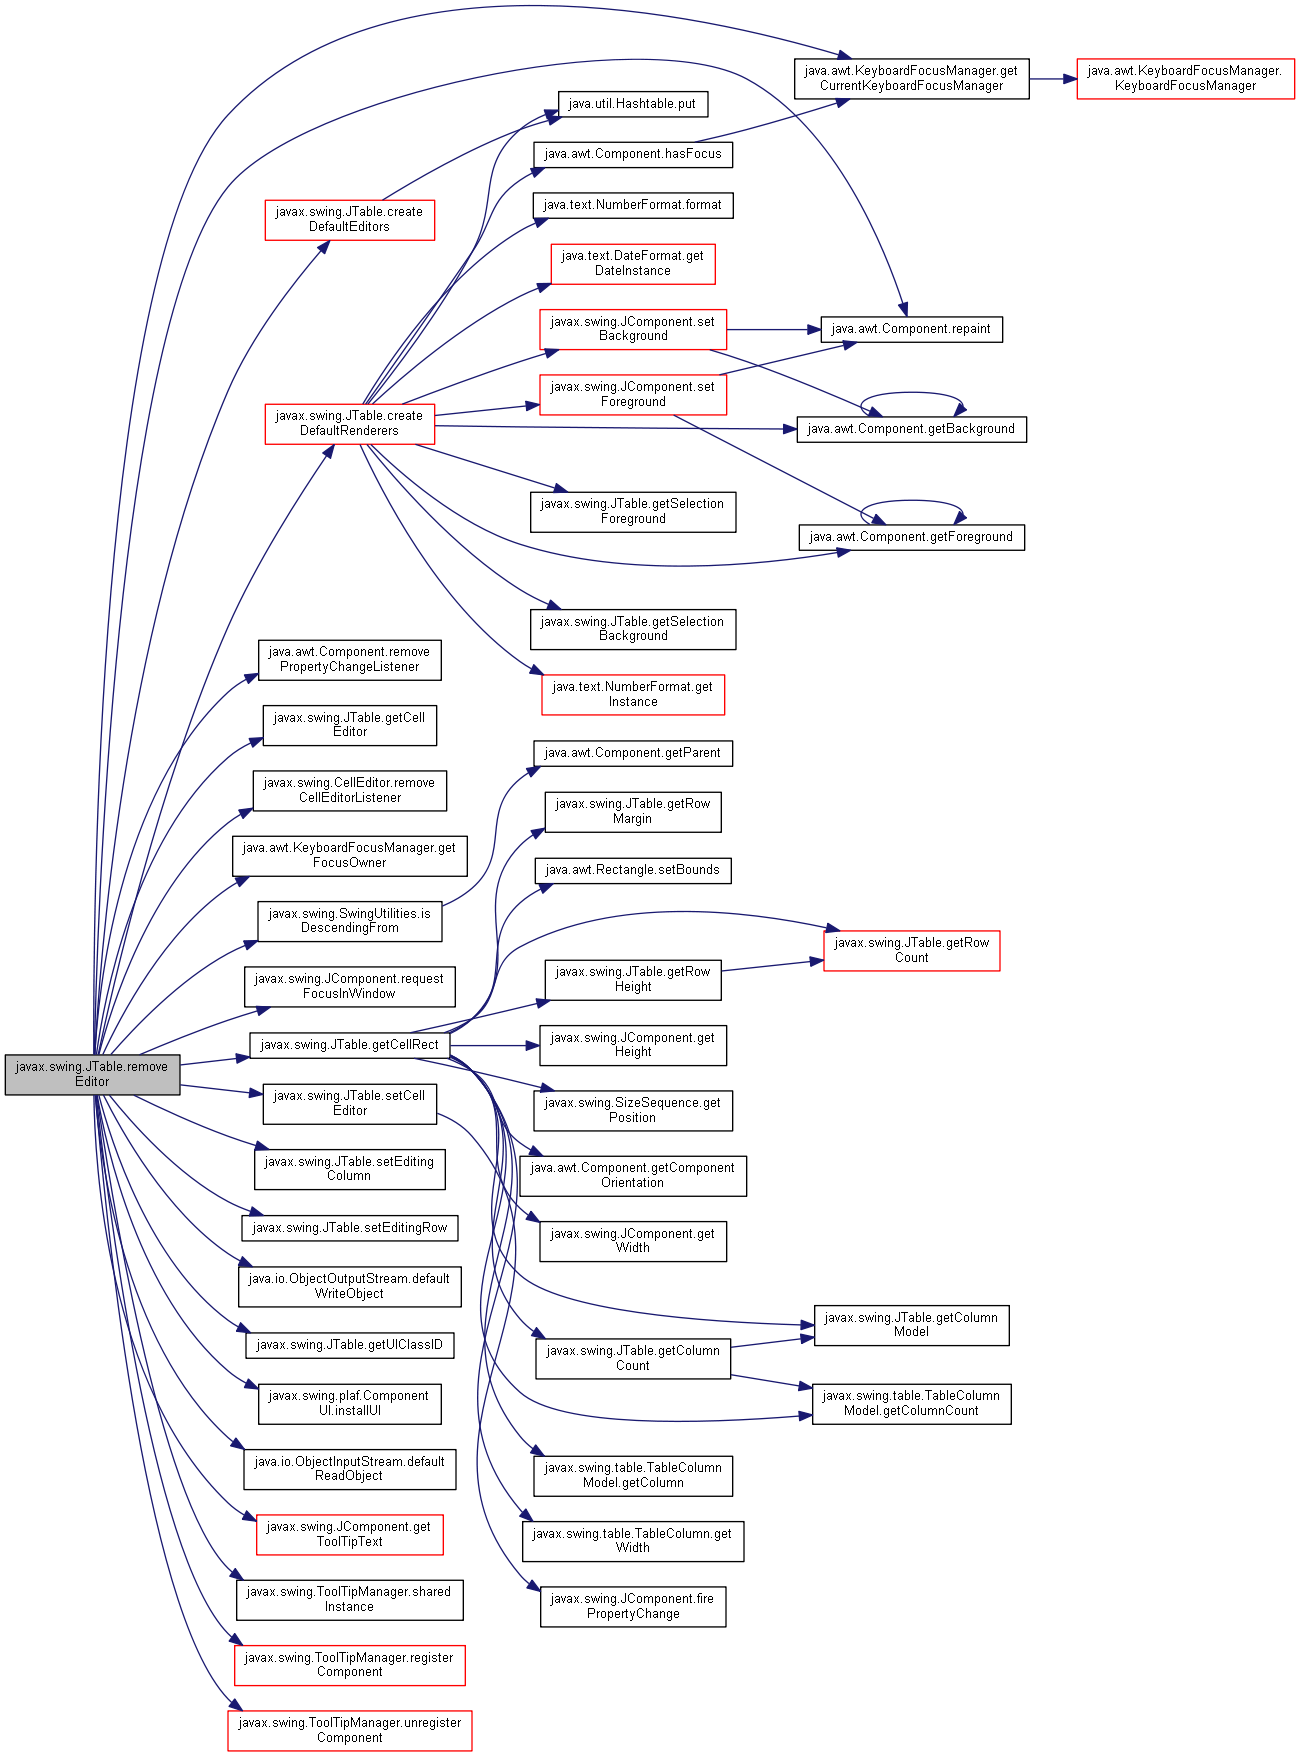 java.awt.KeyboardFocusManager.get
CurrentKeyboardFocusManager
java.awt.KeyboardFocusManager.
KeyboardFocusManager
java.util.Hashtable.put
java.awt.Component.hasFocus
java.text.NumberFormat.format
javax.swing.JTable.create
DefaultEditors
java.text.DateFormat.get
DateInstance
javax.swing.JComponent.set
Background
java.awt.Component.repaint
javax.swing.JComponent.set
Foreground
javax.swing.JTable.create
DefaultRenderers
java.awt.Component.getBackground
javax.swing.JTable.getSelection
Foreground
java.awt.Component.getForeground
javax.swing.JTable.getSelection
Background
java.awt.Component.remove
PropertyChangeListener
java.text.NumberFormat.get
Instance
javax.swing.JTable.getCell
Editor
java.awt.Component.getParent
javax.swing.CellEditor.remove
CellEditorListener
javax.swing.JTable.getRow
Margin
java.awt.KeyboardFocusManager.get
FocusOwner
java.awt.Rectangle.setBounds
javax.swing.SwingUtilities.is
DescendingFrom
javax.swing.JTable.getRow
Count
javax.swing.JComponent.request
FocusInWindow
javax.swing.JTable.getRow
Height
javax.swing.JTable.getCellRect
javax.swing.JComponent.get
Height
javax.swing.JTable.remove
Editor
javax.swing.JTable.setCell
Editor
javax.swing.SizeSequence.get
Position
javax.swing.JTable.setEditing
Column
java.awt.Component.getComponent
Orientation
javax.swing.JTable.setEditingRow
javax.swing.JComponent.get
Width
java.io.ObjectOutputStream.default
WriteObject
javax.swing.JTable.getColumn
Model
javax.swing.JTable.getUIClassID
javax.swing.JTable.getColumn
Count
javax.swing.plaf.Component
UI.installUI
javax.swing.table.TableColumn
Model.getColumnCount
java.io.ObjectInputStream.default
ReadObject
javax.swing.table.TableColumn
Model.getColumn
javax.swing.JComponent.get
ToolTipText
javax.swing.table.TableColumn.get
Width
javax.swing.ToolTipManager.shared
Instance
javax.swing.JComponent.fire
PropertyChange
javax.swing.ToolTipManager.register
Component
javax.swing.ToolTipManager.unregister
Component